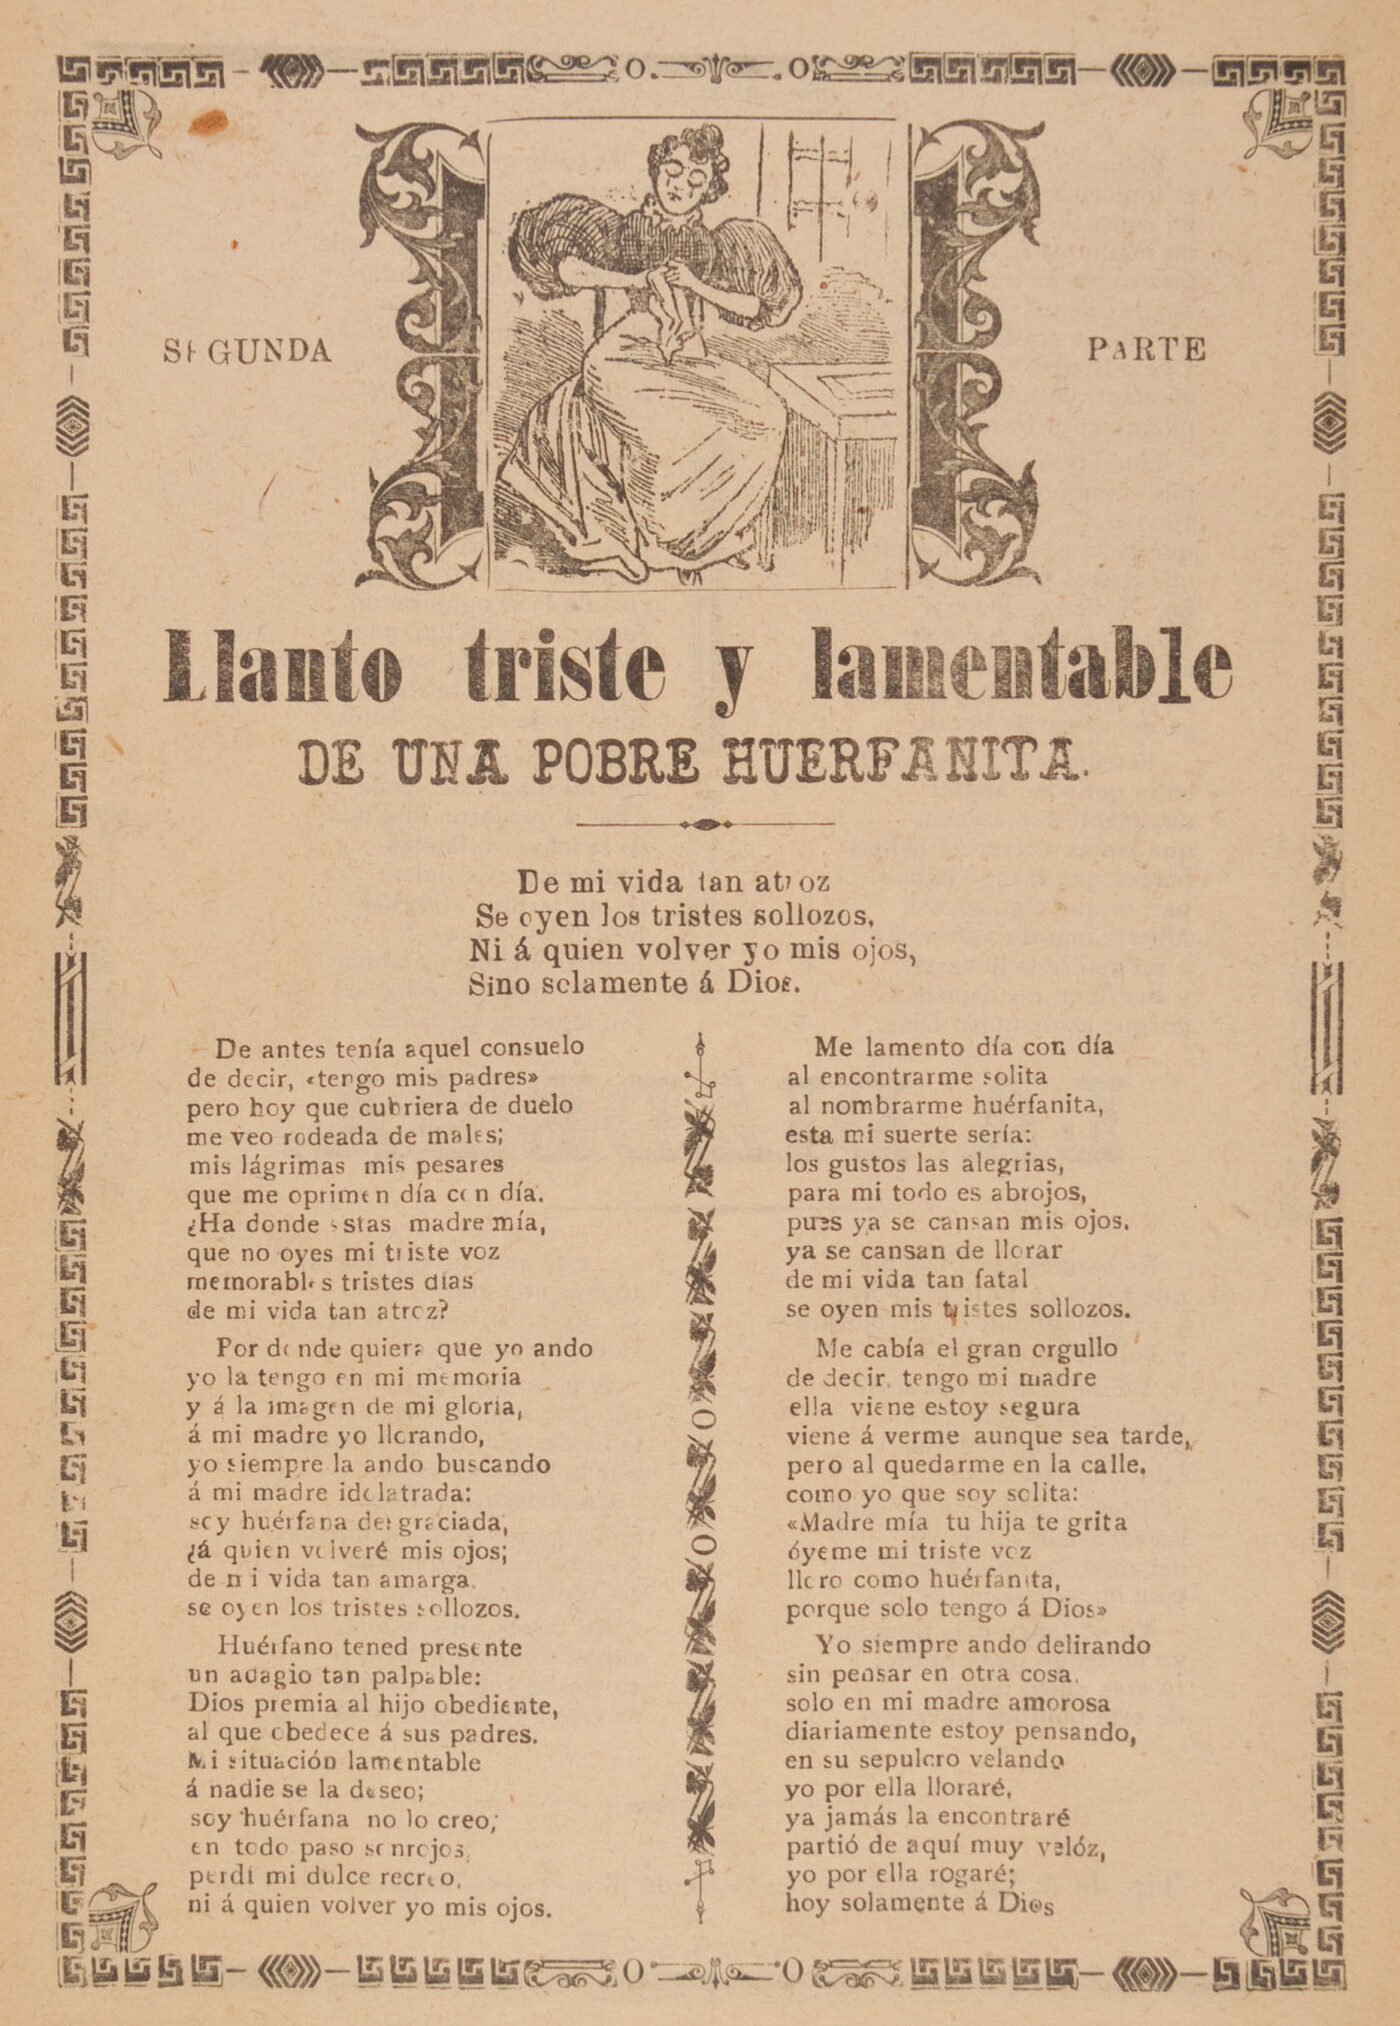 SEGUNDA PARTE
Llanto triste y lamentable
DE UNA POBRE HUERFANITA.
De mi vida tan atroz
Se oyen los tristes sollozos,
Ni á quien volver yo mis ojos,
Sino solamente á Dios.
De antes tenía aquel consuelo
de decir, «tengo mis padres»
pero hoy que cubriera de duelo
me veo rodeada de males;
mis lágrimas mis pesares
que me oprimen día con día.
¿Ha donde estas madre mía,
que no oyes mi triste voz
memorables tristes días
de mi vida tan atroz?
Por donde quiera que yo ando
yo la tengo en mi memoria
y á la imagen de mi gloria,
á mi madre yo llorando,
yo siempre la ando buscando
á mi madre idolatrada:
soy huérfana desgraciada,
¿á quien volveré mis ojos;
de mi vida tan amarga.
se oyen los tristes sollozos.
Huérfano tened presente
un adagio tan palpable:
Dios premia al hijo obediente,
al que obedece á sus padres.
Mi situación lamentable
á nadie se la deseo;
soy huérfana no lo creo;
en todo paso sonrojos,
perdí mi dulce recreo,
ni á quien volver yo mis ojos.
Me lamento día con día
al encontrarme solita
al nombrarme huérfanita,
esta mi suerte sería:
los gustos las alegrias,
para mi todo es abrojos,
pues ya se cansan mis ojos.
ya se cansan de llorar
de mi vida tan fatal
se oyen mis tristes sollozos.
Me cabía el gran orgullo
de decir, tengo mi madre
ella viene estoy segura
viene á verme aunque sea tarde,
pero al quedarme en la calle.
como yo que soy solita:
«Madre mía tu hija te grita
óyeme mi triste voz
lloro como huérfanita,
porque solo tengo á Dios»
Yo siempre ando delirando
sin pensar en otra cosa.
solo en mi madre amorosa
diariamente estoy pensando,
en su sepulcro velando
yo por ella lloraré,
ya jamás la encontraré
partió de aquí muy velóz,
yo por ella rogaré;
hoy solamente á Dios